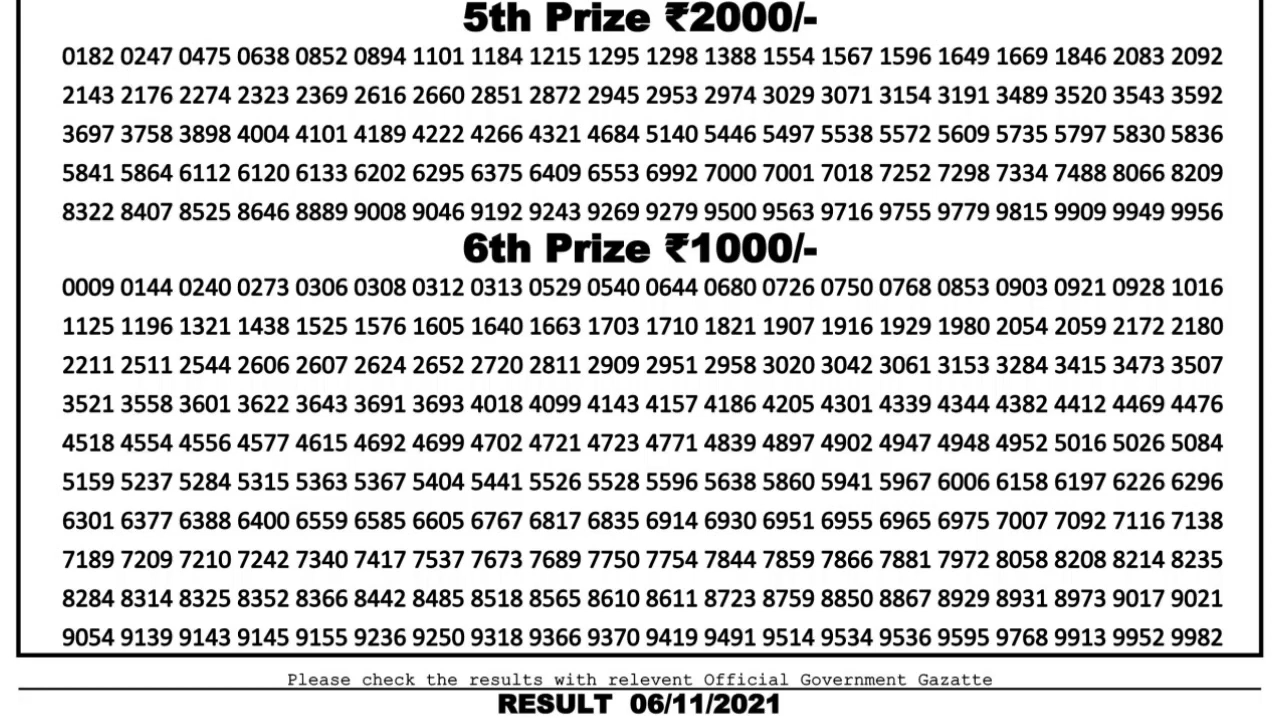 5th Prize ₹2000/-
0182 0247 0475 0638 0852 0894 1101 1184 1215 1295 1298 1388 1554 1567 1596 1649 1669 1846 2083 2092
2143 2176 2274 2323 2369 2616 2660 2851 2872 2945 2953 2974 3029 3071 3154 3191 3489 3520 3543 3592
3697 3758 3898 4004 4101 4189 4222 4266 4321 4684 5140 5446 5497 5538 5572 5609 5735 5797 5830 5836
5841 5864 6112 6120 6133 6202 6295 6375 6409 6553 6992 7000 7001 7018 7252 7298 7334 7488 8066 8209
8322 8407 8525 8646 8889 9008 9046 9192 9243 9269 9279 9500 9563 9716 9755 9779 9815 9909 9949 9956
6th Prize ₹1000/-
0009 0144 0240 0273 0306 0308 0312 0313 0529 0540 0644 0680 0726 0750 0768 0853 0903 0921 0928 1016
1125 1196 1321 1438 1525 1576 1605 1640 1663 1703 1710 1821 1907 1916 1929 1980 2054 2059 2172 2180
2211 2511 2544 2606 2607 2624 2652 2720 2811 2909 2951 2958 3020 3042 3061 3153 3284 3415 3473 3507
3521 3558 3601 3622 3643 3691 3693 4018 4099 4143 4157 4186 4205 4301 4339 4344 4382 4412 4469 4476
4518 4554 4556 4577 4615 4692 4699 4702 4721 4723 4771 4839 4897 4902 4947 4948 4952 5016 5026 5084
5159 5237 5284 5315 5363 5367 5404 5441 5526 5528 5596 5638 5860 5941 5967 6006 6158 6197 6226 6296
6301 6377 6388 6400 6559 6585 6605 6767 6817 6835 6914 6930 6951 6955 6965 6975 7007 7092 7116 7138
7189 7209 7210 7242 7340 7417 7537 7673 7689 7750 7754 7844 7859 7866 7881 7972 8058 8208 8214 8235
8284 8314 8325 8352 8366 8442 8485 8518 8565 8610 8611 8723 8759 8850 8867 8929 8931 8973 9017 9021
9054 9139 9143 9145 9155 9236 9250 9318 9366 9370 9419 9491 9514 9534 9536 9595 9768 9913 9952 9982
Please check the results with relevent Official Government Gazatte
RESULT 06/11/2021